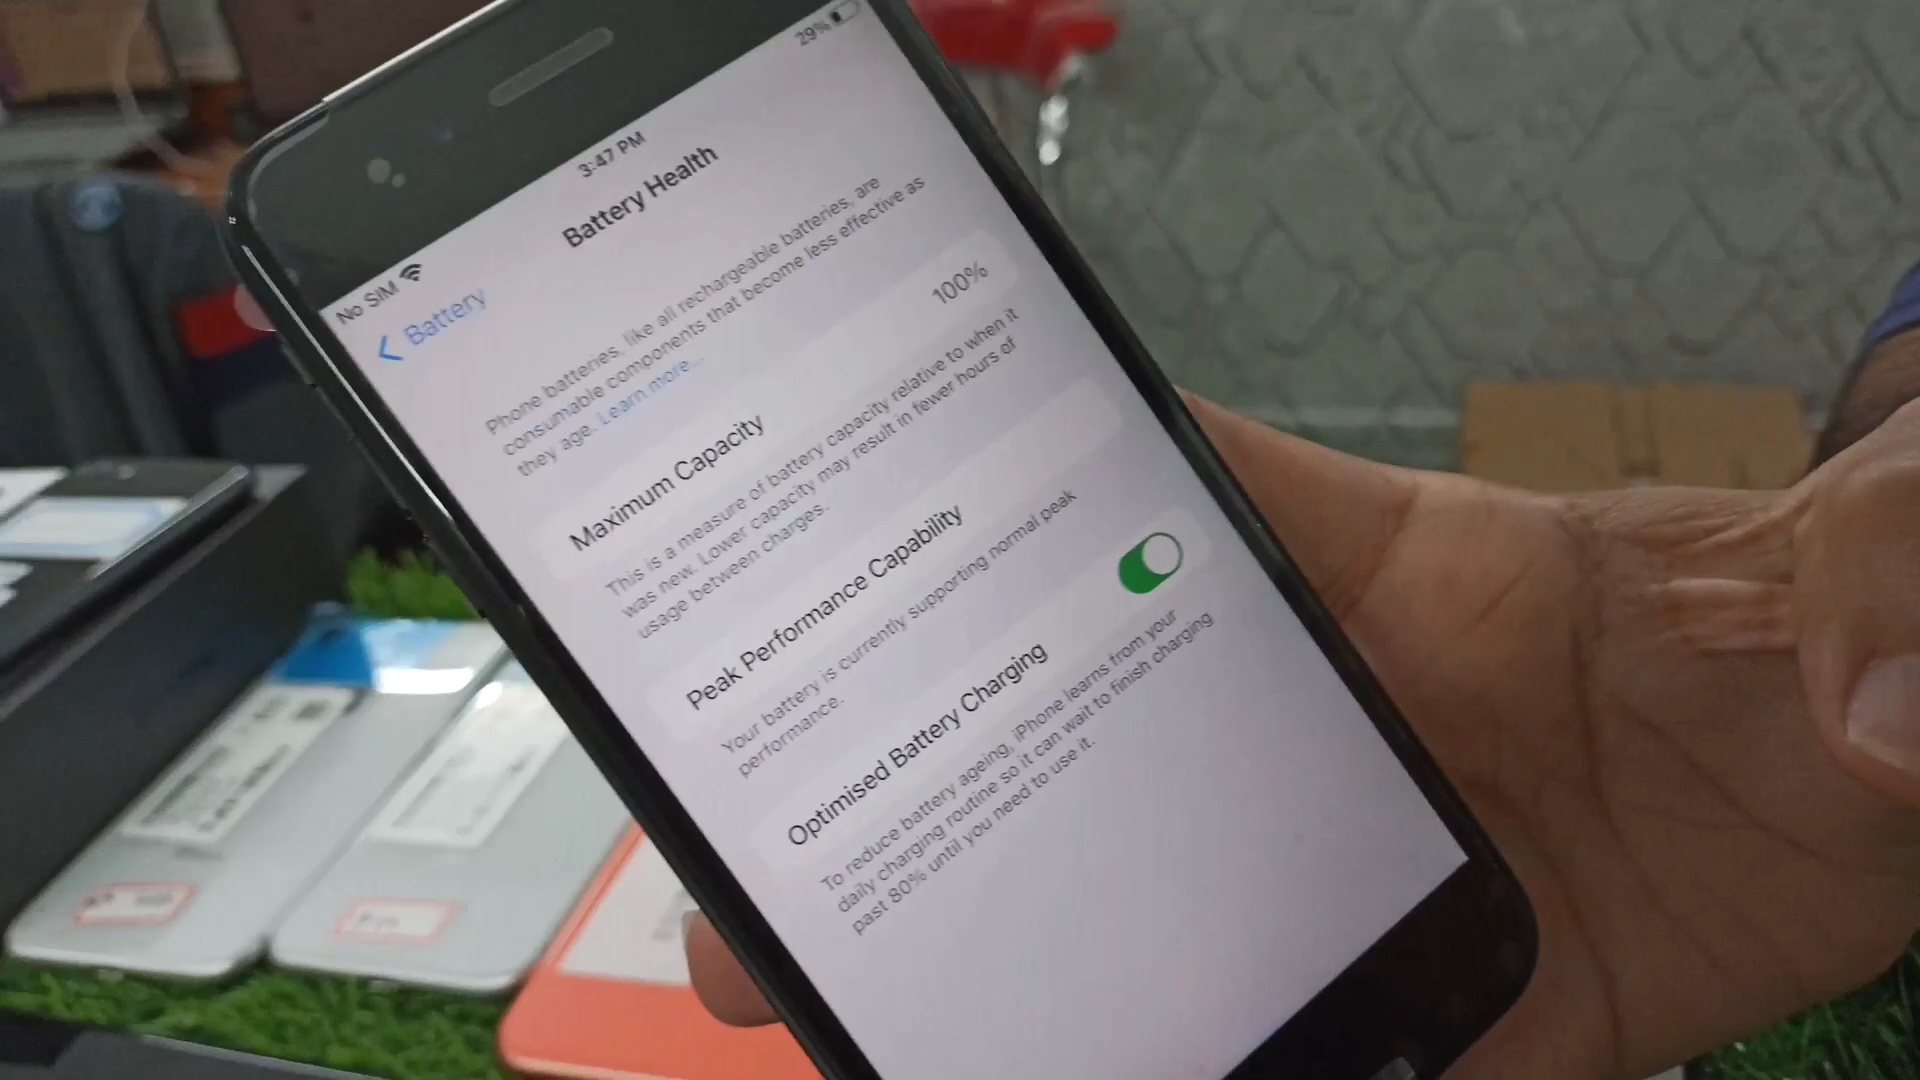 No SIM
3:47 PM
29%
Battery
Battery Health
Phone batteries, like all rechargeable batteries, are
consumable components that become less effective as
they age. Learn more...
Maximum Capacity
100%
This is a measure of battery capacity relative to when it
was new. Lower capacity may result in fewer hours of
usage between charges.
Peak Performance Capability
Your battery is currently supporting normal peak
performance.
Optimised Battery Charging
To reduce battery ageing, iPhone learns from your
daily charging routine so it can wait to finish charging
past 80% until you need to use it.